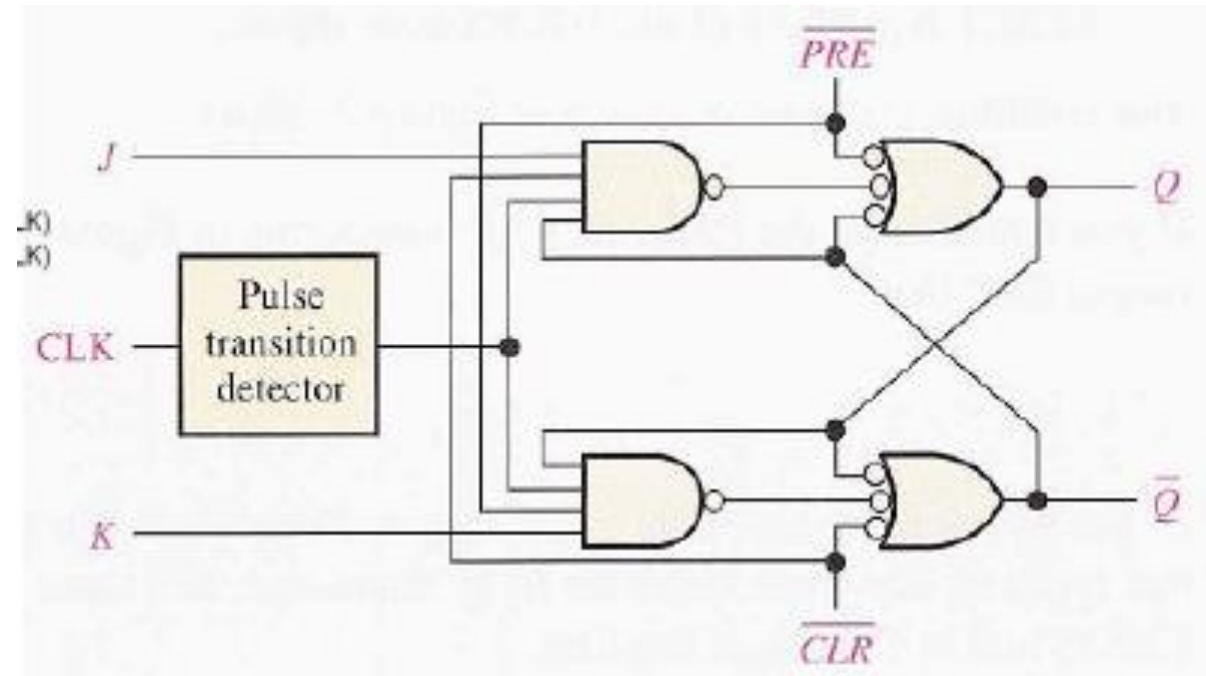 PRE
J
Q
K)
K)
Pulse
transition
detector
CLK
K
Q
CLR